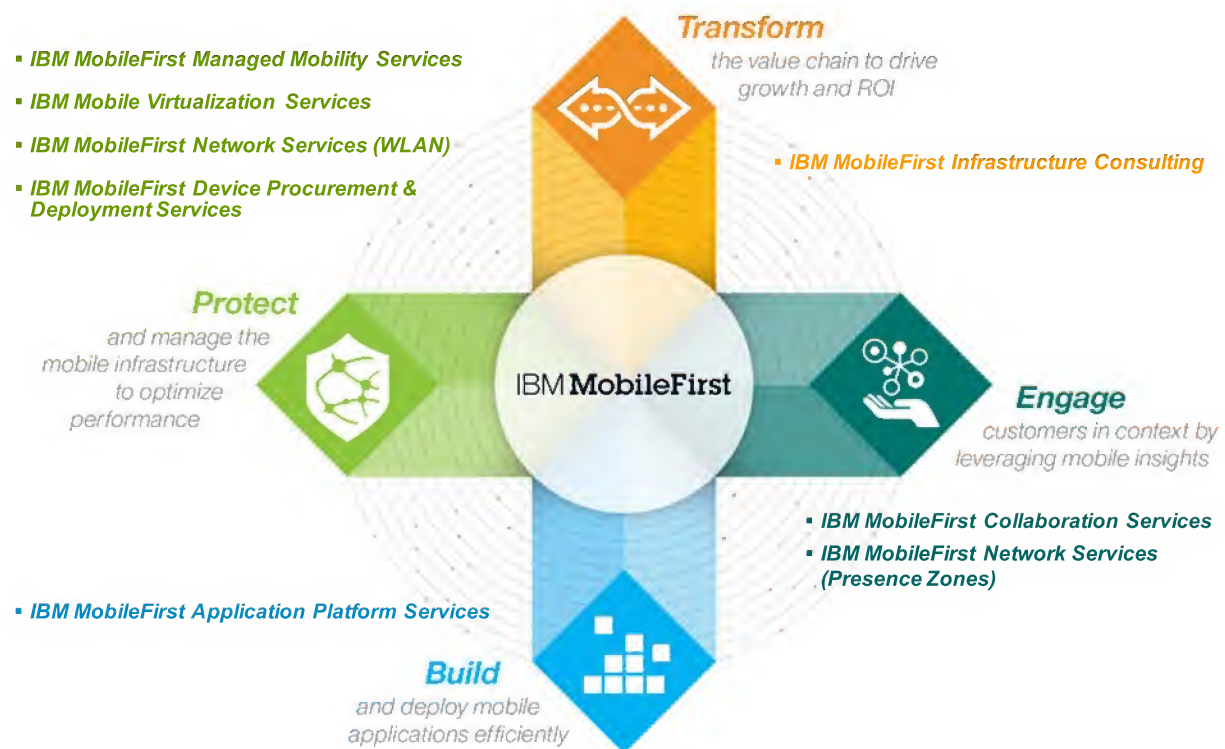 Transform
the value chain to drive
growth and ROI
▪ IBM MobileFirst Managed Mobility Services
▪ IBM Mobile Virtualization Services
▪ IBM MobileFirst Network Services (WLAN)
▪ IBM MobileFirst Device Procurement &
Deployment Services
▪ IBM MobileFirst Infrastructure Consulting
Protect
and manage the
mobile infrastructure
to optimize
performance
IBM MobileFirst
Engage
customers in context by
leveraging mobile insights
▪ IBM MobileFirst Collaboration Services
▪ IBM MobileFirst Network Services
(Presence Zones)
▪ IBM MobileFirst Application Platform Services
Build
and deploy mobile
applications efficiently